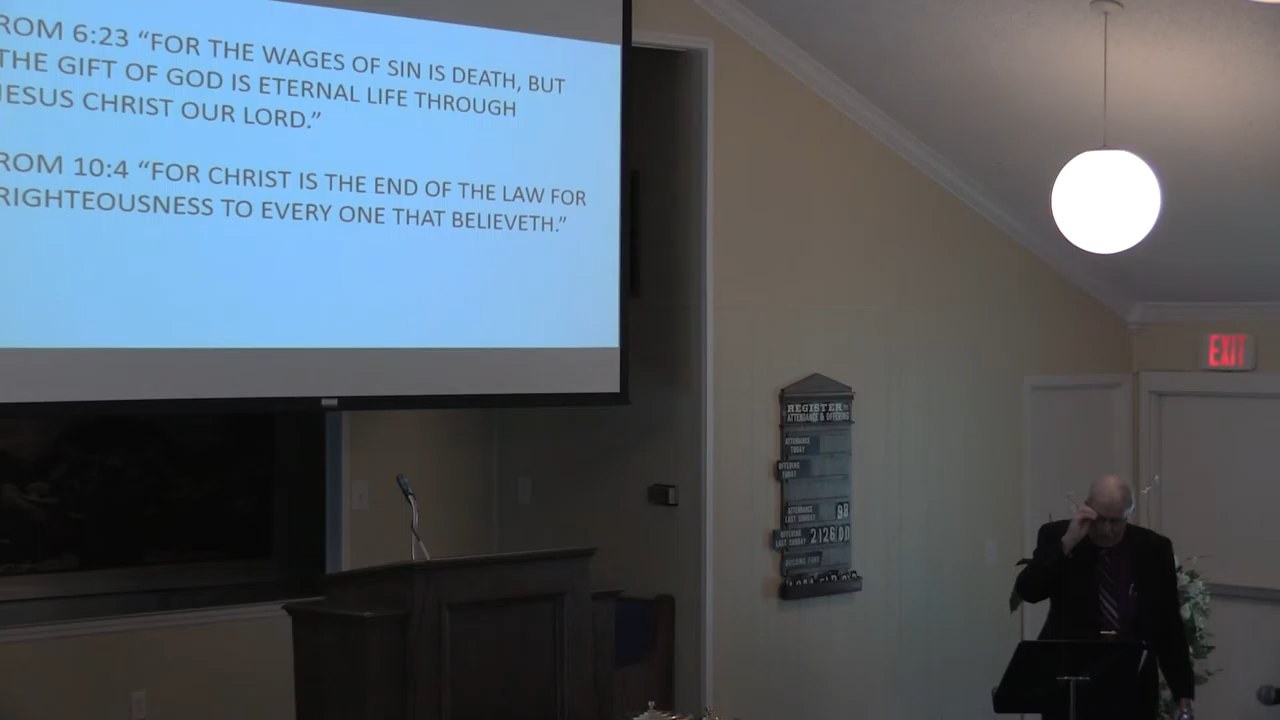 ROM 6:23 “FOR THE WAGES OF SIN IS DEATH, BUT
THE GIFT OF GOD IS ETERNAL LIFE THROUGH
JESUS CHRIST OUR LORD.”
ROM 10:4 “FOR CHRIST IS THE END OF THE LAW FOR
RIGHTEOUSNESS TO EVERY ONE THAT BELIEVETH.”
EXIT
REGISTER OF
ATTENDANCE & OFFERING
ATTENDANCE
TODAY
OFFERING
TODAY
ATTENDANCE
LAST SUNDAY 98
OFFERING
LAST SUNDAY 2126 00
BUILDING FUND